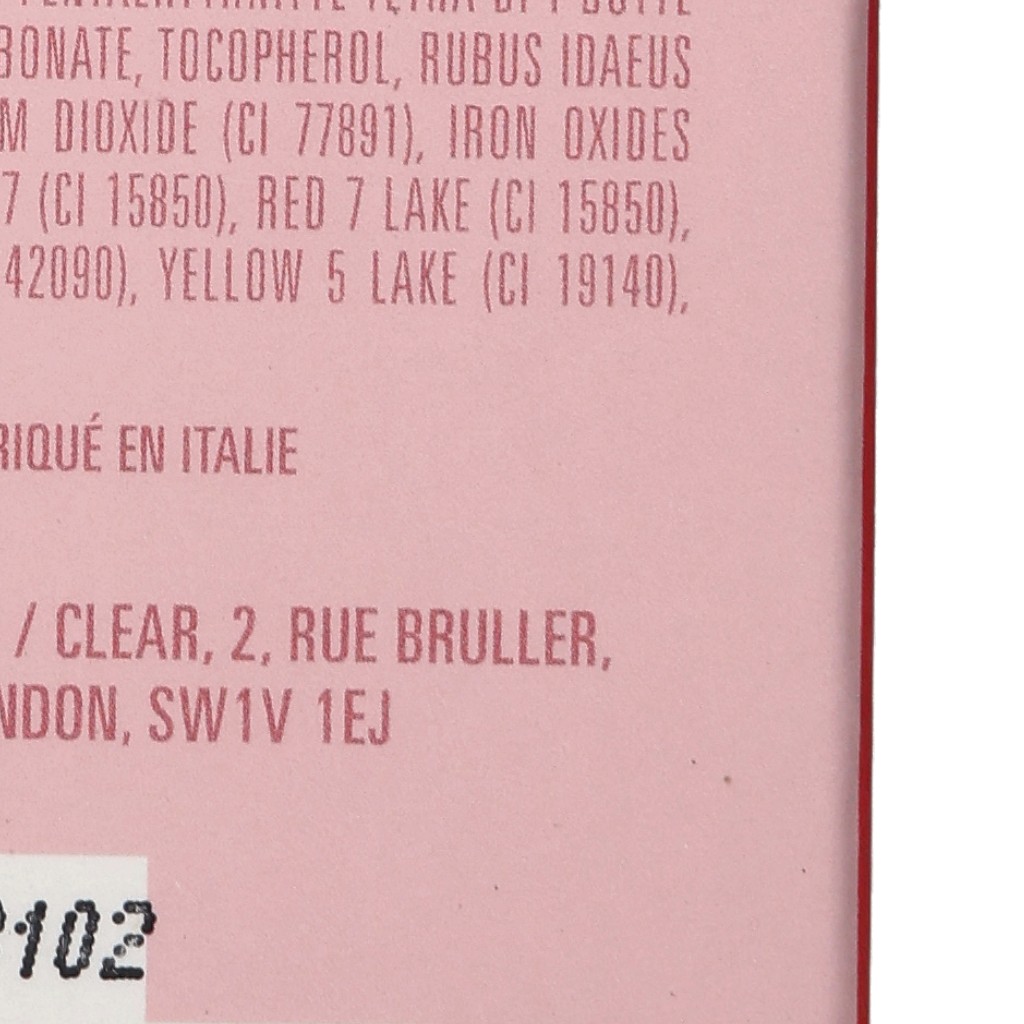 BONATE, TOCOPHEROL, RUBUS IDAEUS
M DIOXIDE (CI 77891), IRON OXIDES
7 (CI 15850), RED 7 LAKE (CI 15850),
42090), YELLOW 5 LAKE (CI 19140),
RIQUÉ EN ITALIE
/ CLEAR, 2, RUE BRULLER,
NDON, SW1V 1EJ
102